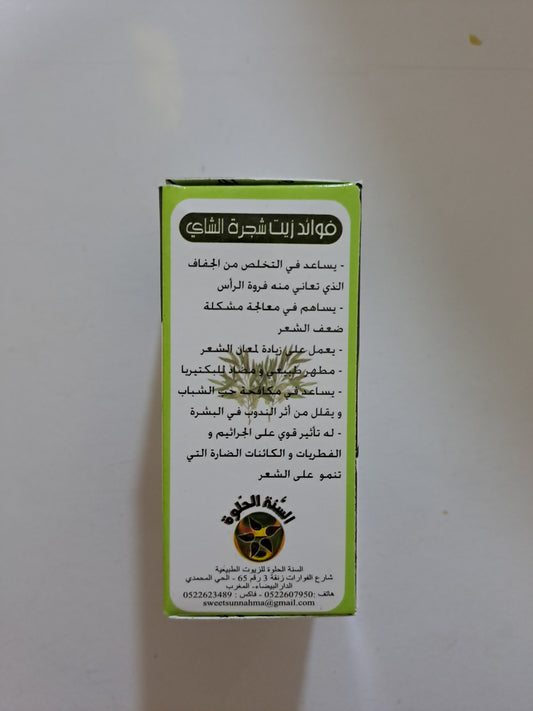 فوائد زيت شجرة الشاي
- يساعد في التخلص من الجفاف
الذي تعاني منه فروة الرأس
- يساهم في معالجة مشكلة
ضعف الشعر
- يعمل على زيادة لمعان الشعر
- مطهر طبيعي و مضاد للبكتيريا
- يساعد في مكافحة حب الشباب
و يقلل من أثر الندوب في البشرة
- له تأثير قوي على الجراثيم و
الفطريات و الكائنات الضارة التي
تنمو على الشعر
السنة الحلوة
السنة الحلوة للزيوت الطبيعية
شارع الفوارات زنقة 3 رقم 65 - الحي المحمدي
الدار البيضاء، المغرب
هاتف :0522607950 - فاكس : 0522623489
sweetsunnahma@gmail.com